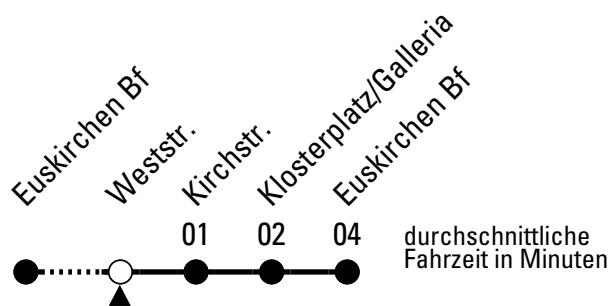 Euskirchen Bf
Weststr.
Kirchstr.
Klosterplatz/Galleria
Euskirchen Bf
01 02 04
durchschnittliche
Fahrzeit in Minuten